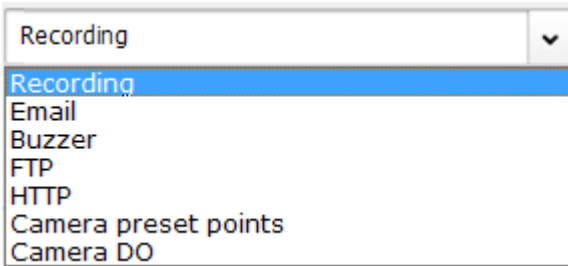 Recording
Recording
Email
Buzzer
FTP
HTTP
Camera preset points
Camera DO